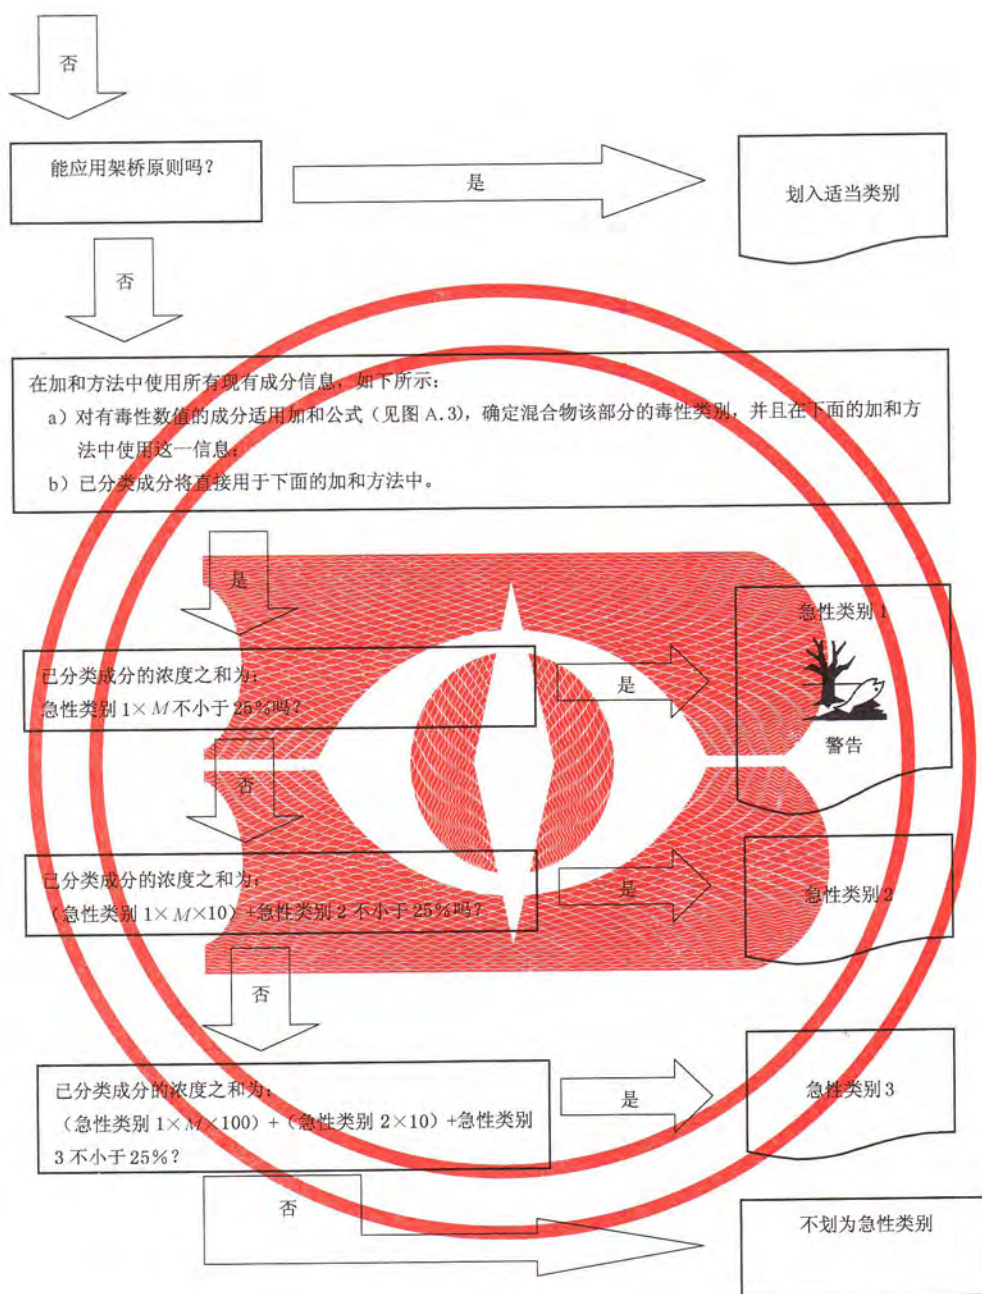 否
能应用架桥原则吗？
是
划入适当类别
否
在加和方法中使用所有现有成分信息，如下所示：
a）对有毒性数值的成分适用加和公式（见图 A.3），确定混合物该部分的毒性类别，并且在下面的加和方
法中使用这一信息；
b）已分类成分将直接用于下面的加和方法中。
是
已分类成分的浓度之和为：
急性类别 1×M 不小于 25%吗？
是
急性类别 1
警告
否
已分类成分的浓度之和为：
（急性类别 1×M×10）+急性类别 2 不小于 25%吗？
是
急性类别 2
否
已分类成分的浓度之和为：
（急性类别 1×M×100）+（急性类别 2×10）+急性类别
3 不小于 25%？
是
急性类别 3
否
不划为急性类别